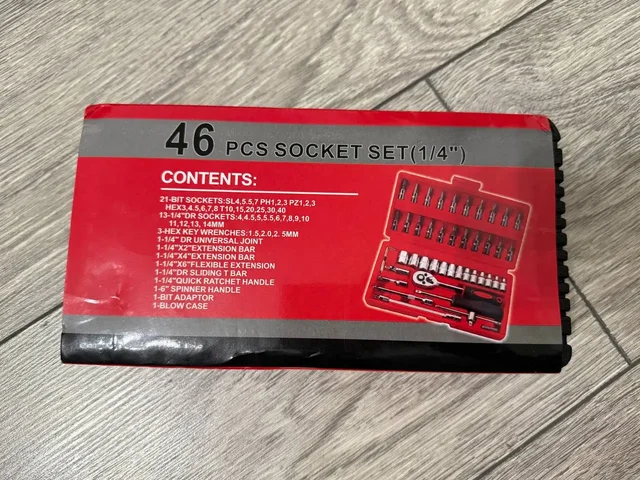 46 PCS SOCKET SET(1/4")
CONTENTS:
21-BIT SOCKETS:SL4,5.5,7 PH1,2,3 PZ1,2,3
HEX3,4,5,6,7,8 T10,15,20,25,30,40
13-1/4"DR SOCKETS:4,4.5,5,5.5,6,7,8,9,10
11,12,13, 14MM
3-HEX KEY WRENCHES:1.5,2.0,2. 5MM
1-1/4" DR UNIVERSAL JOINT
1-1/4"X2"EXTENSION BAR
1-1/4"X4"EXTENSION BAR
1-1/4"X6"FLEXIBLE EXTENSION
1-1/4"DR SLIDING T BAR
1-1/4"QUICK RATCHET HANDLE
1-6" SPINNER HANDLE
1-BIT ADAPTOR
1-BLOW CASE